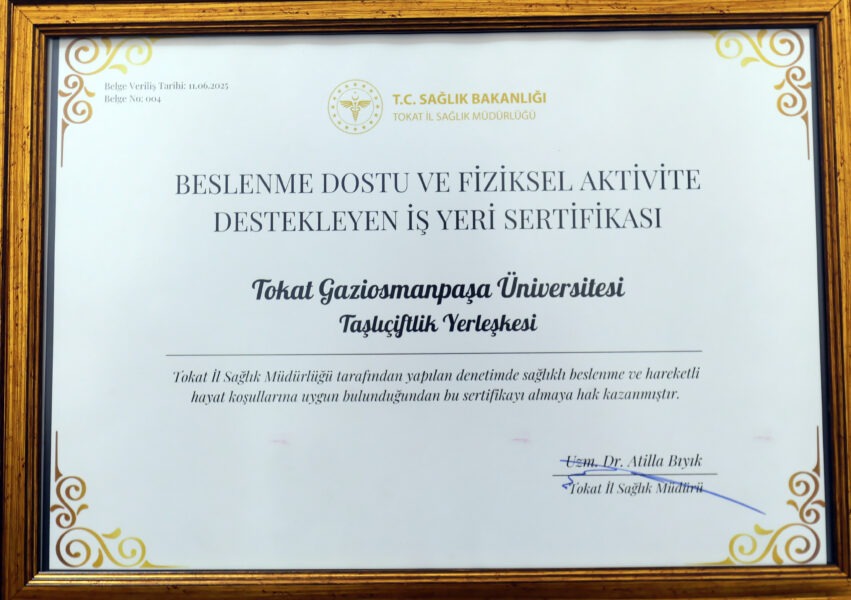 Belge Veriliş Tarihi: 11.06.2025
Belge No: 004
T.C. SAĞLIK BAKANLIĞI
TOKAT İL SAĞLIK MÜDÜRLÜĞÜ
BESLENME DOSTU VE FİZİKSEL AKTİVİTE
DESTEKLEYEN İŞ YERİ SERTİFİKASI
Tokat Gaziosmanpaşa Üniversitesi
Taşlıçiftlik Yerleşkesi
Tokat İl Sağlık Müdürlüğü tarafından yapılan denetimde sağlıklı beslenme ve hareketli
hayat koşullarına uygun bulunduğundan bu sertifikayı almaya hak kazanmıştır.
Uzm. Dr. Atilla Bıyık
Tokat İl Sağlık Müdürü